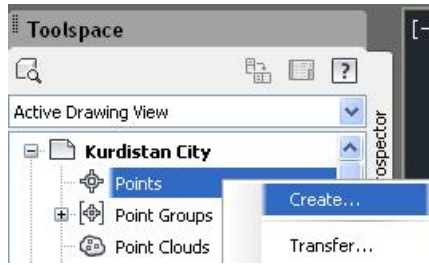 Toolspace
[-
?
Active Drawing View
Kurdistan City
Points
Point Groups
Point Clouds
Create...
Transfer...
rospector